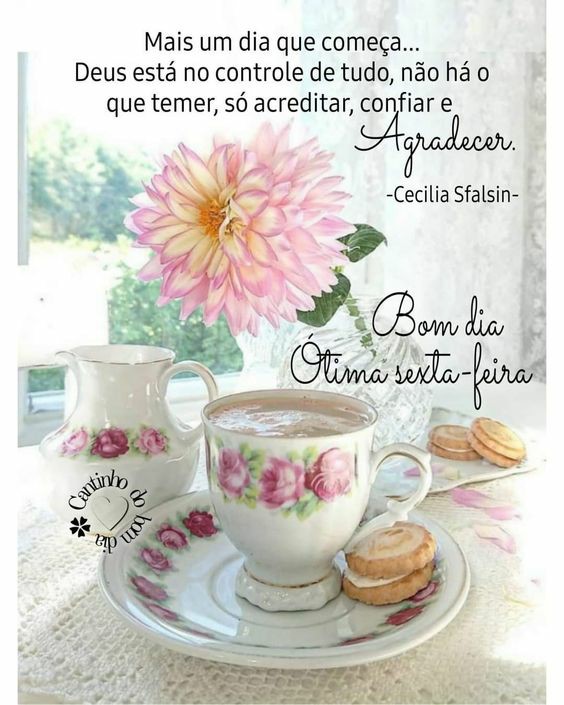 Mais um dia que começa...
Deus está no controle de tudo, não há o
que temer, só acreditar, confiar e
Agradecer.
-Cecilia Sfalsin-
Bom dia
Ótima sexta-feira
Cantinho do bom dia